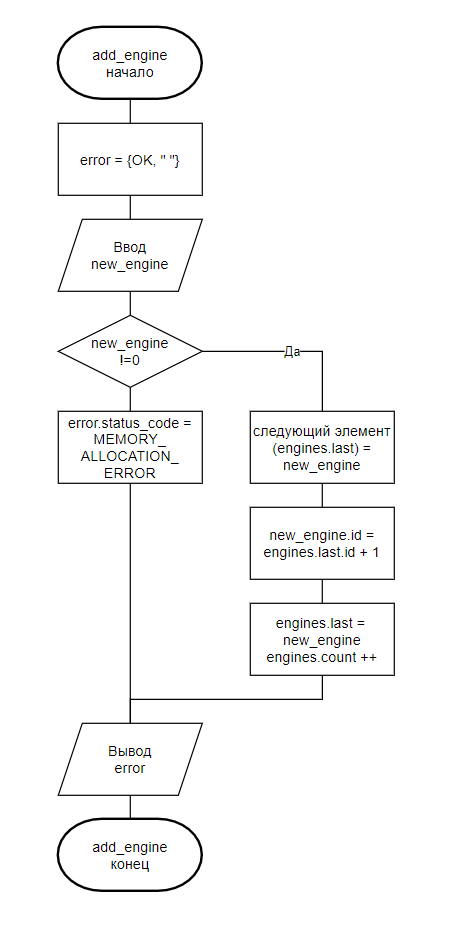 add_engine
начало
error = {OK, " "}
Ввод
new_engine
new_engine
!=0
Да
error.status_code =
MEMORY_
ALLOCATION_
ERROR
следующий элемент
(engines.last) =
new_engine
new_engine.id =
engines.last.id + 1
engines.last =
new_engine
engines.count ++
Вывод
error
add_engine
конец